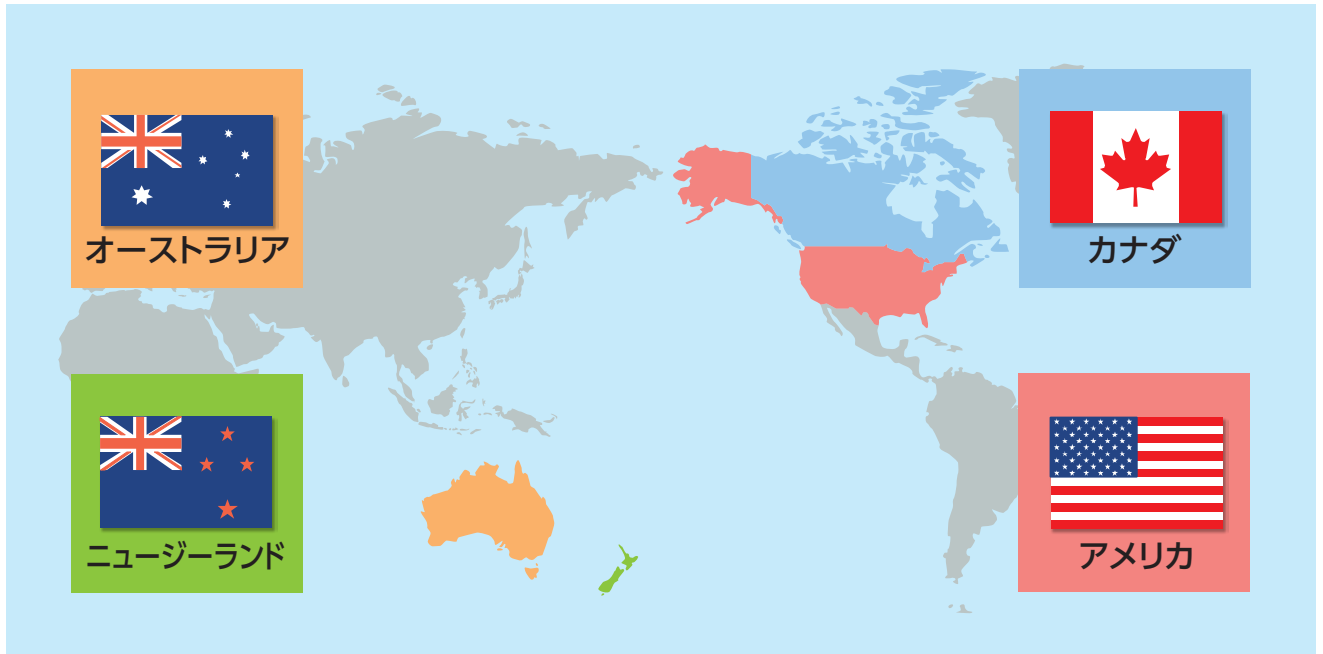 オーストラリア
カナダ
ニュージーランド
アメリカ